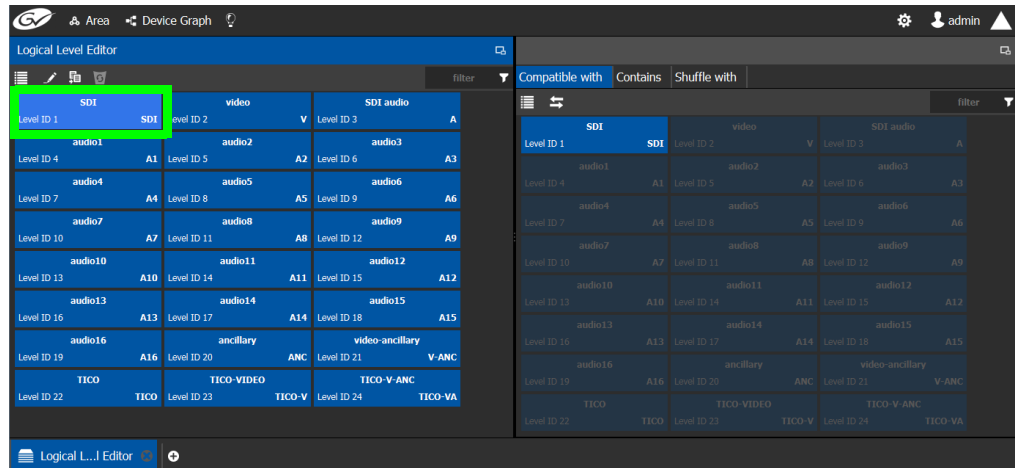 GV Area Device Graph admin
Logical Level Editor
filter
Compatible with Contains Shuffle with
filter
SDI video SDI audio
Level ID 1 SDI evel ID 2 V Level ID 3 A
audio1 audio2 audio3
Level ID 4 A1 Level ID 5 A2 Level ID 6 A3
audio4 audio5 audio6
Level ID 7 A4 Level ID 8 A5 Level ID 9 A6
audio7 audio8 audio9
Level ID 10 A7 Level ID 11 A8 Level ID 12 A9
audio10 audio11 audio12
Level ID 13 A10 Level ID 14 A11 Level ID 15 A12
audio13 audio14 audio15
Level ID 16 A13 Level ID 17 A14 Level ID 18 A15
audio16 ancillary video-ancillary
Level ID 19 A16 Level ID 20 ANC Level ID 21 V-ANC
TICO TICO-VIDEO TICO-V-ANC
Level ID 22 TICO Level ID 23 TICO-V Level ID 24 TICO-VA
SDI video SDI audio
Level ID 1 SDI Level ID 2 V Level ID 3 A
audio1 audio2 audio3
Level ID 4 A1 Level ID 5 A2 Level ID 6 A3
audio4 audio5 audio6
Level ID 7 A4 Level ID 8 A5 Level ID 9 A6
audio7 audio8 audio9
Level ID 10 A7 Level ID 11 A8 Level ID 12 A9
audio10 audio11 audio12
Level ID 13 A10 Level ID 14 A11 Level ID 15 A12
audio13 audio14 audio15
Level ID 16 A13 Level ID 17 A14 Level ID 18 A15
audio16 ancillary video-ancillary
Level ID 19 A16 Level ID 20 ANC Level ID 21 V-ANC
TICO TICO-VIDEO TICO-V-ANC
Level ID 22 TICO Level ID 23 TICO-V Level ID 24 TICO-VA
Logical L...l Editor